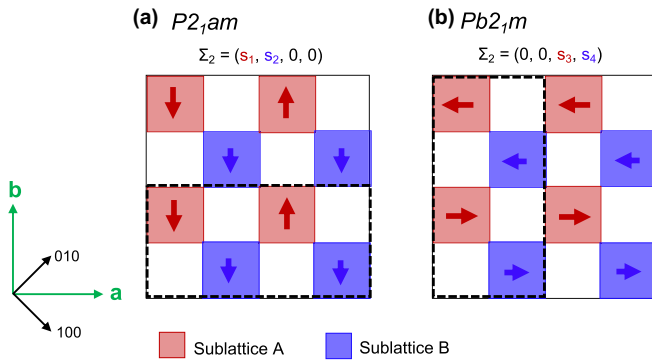 (a) P2₁am
Σ₂ = (s₁, s₂, 0, 0)
(b) Pb2₁m
Σ₂ = (0, 0, s₃, s₄)
b
010
a
100
Sublattice A
Sublattice B